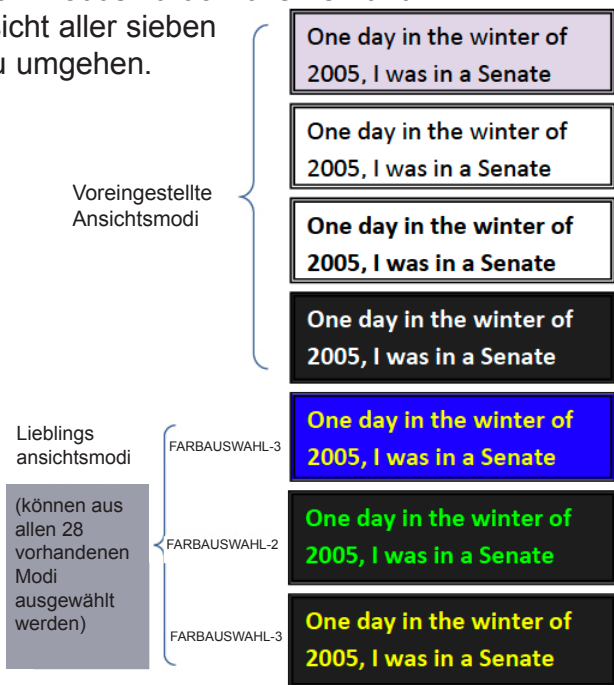 sicht aller sieben
u umgehen.
Voreingestellte
Ansichtsmodi
One day in the winter of
2005, I was in a Senate
One day in the winter of
2005, I was in a Senate
One day in the winter of
2005, I was in a Senate
One day in the winter of
2005, I was in a Senate
Lieblings
ansichtsmodi
(können aus
allen 28
vorhandenen
Modi
ausgewählt
werden)
FARBAUSWAHL-3
One day in the winter of
2005, I was in a Senate
FARBAUSWAHL-2
One day in the winter of
2005, I was in a Senate
FARBAUSWAHL-3
One day in the winter of
2005, I was in a Senate